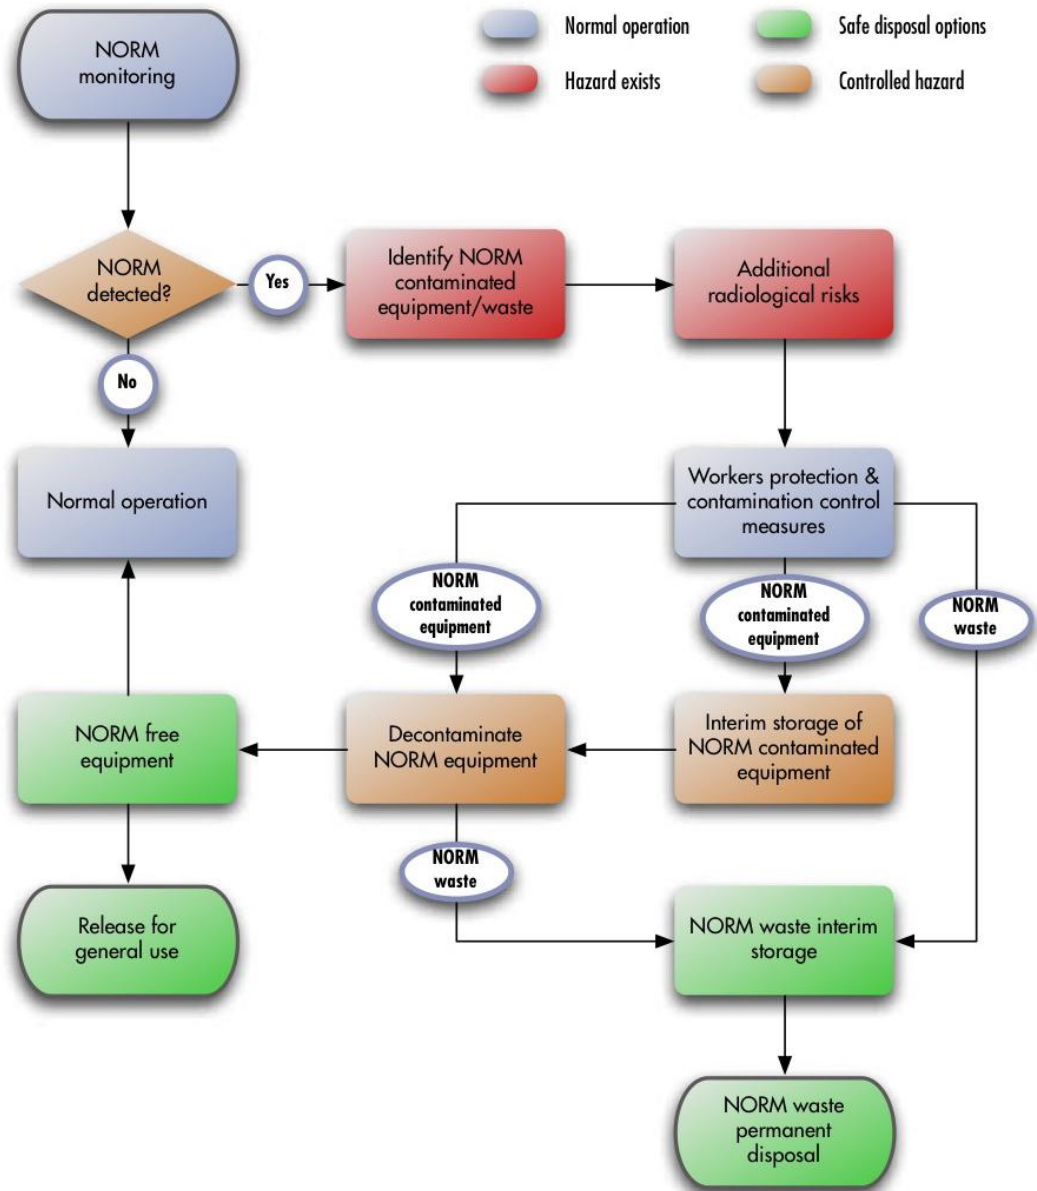 NORM
monitoring
Normal operation
Safe disposal options
Hazard exists
Controlled hazard
NORM
detected?
Yes
Identify NORM
contaminated
equipment/waste
Additional
radiological risks
No
Normal operation
Workers protection &
contamination control
measures
NORM
contaminated
equipment
NORM
contaminated
equipment
NORM
waste
NORM free
equipment
Decontaminate
NORM equipment
Interim storage of
NORM contaminated
equipment
NORM
waste
Release for
general use
NORM waste interim
storage
NORM waste
permanent
disposal